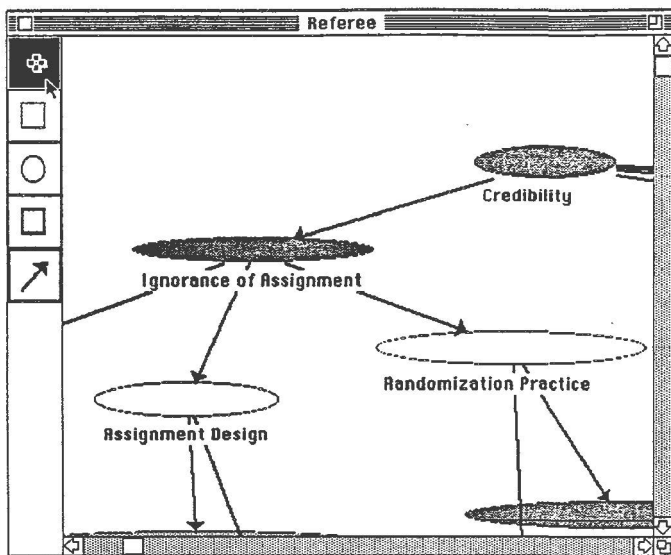 Referee
Credibility
Ignorance of Assignment
Randomization Practice
Assignment Design